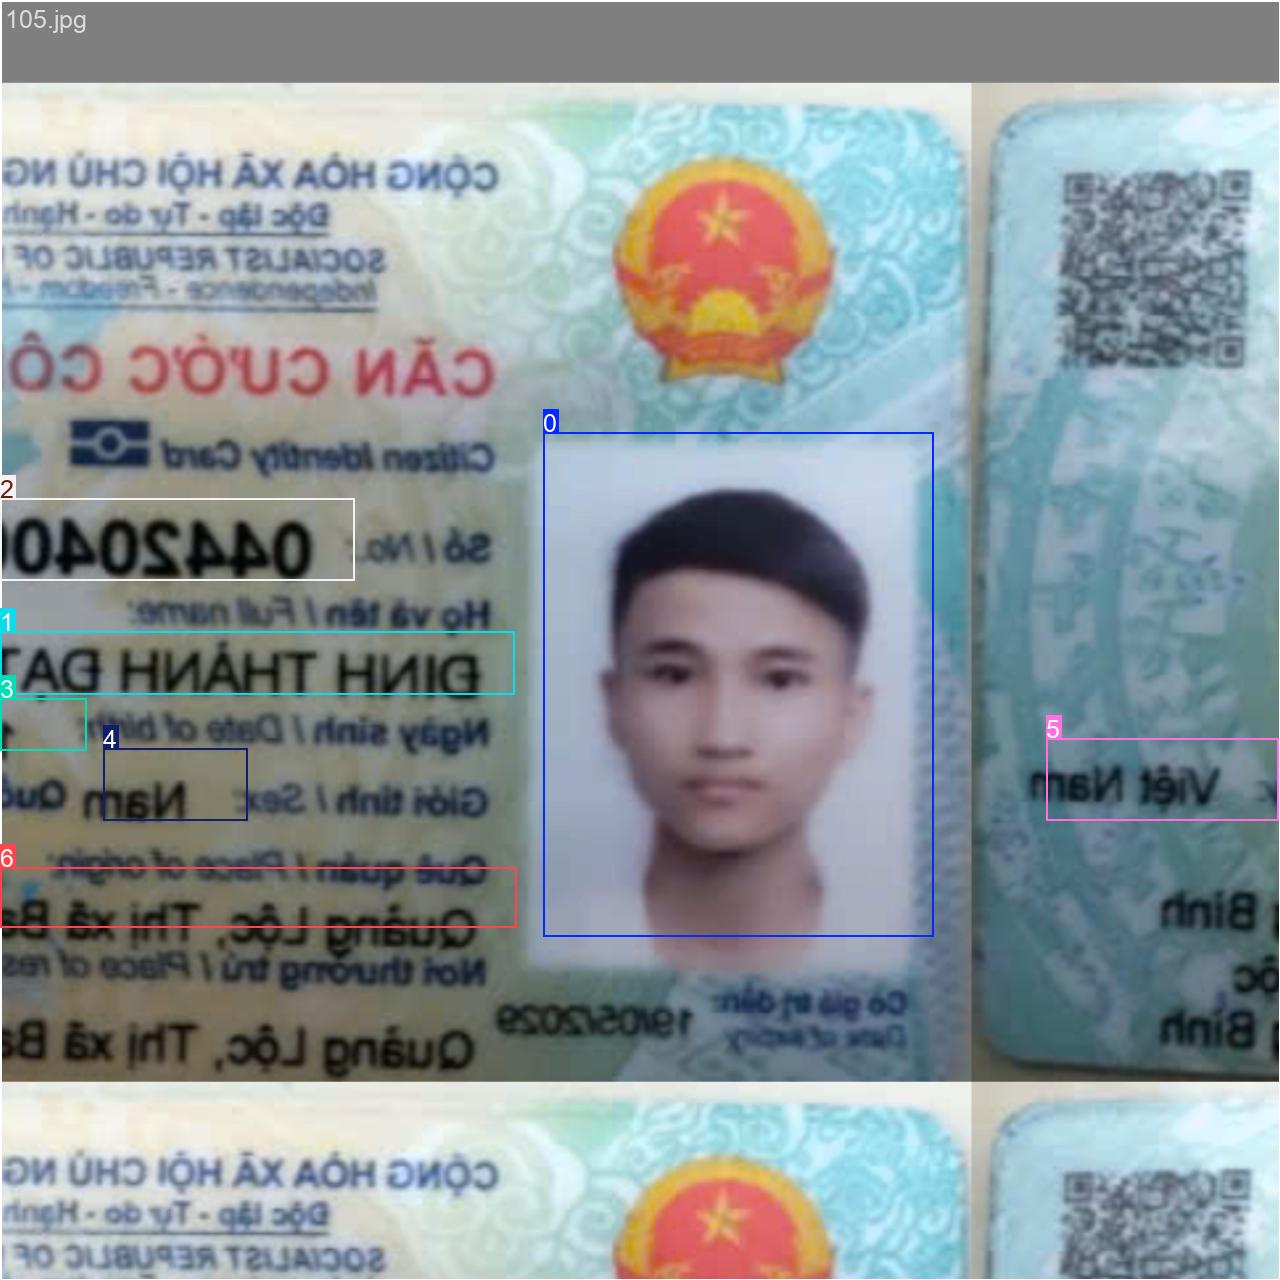 105.jpg
CỘNG HÒA XÃ HỘI CHỦ NG
Độc lập - Tự do - Hạnh
SOCIALIST REPUBLIC OF
Independence - Freedom -
CĂN CƯỚC CÔ
Citizen Identity Card
0
2
Số / No.: 0442040
Họ và tên / Full name:
1
ĐINH THÀNH ĐẠT
3
Ngày sinh / Date of birth:
4
5
Giới tính / Sex: Nam Quố
Việt Nam
6
Quê quán / Place of origin:
Quảng Lộc, Thị xã Ba
Bình
Nơi thường trú / Place of res
ộc
Có giá trị đến: 19/05/2029
Date of expiry
Quảng Lộc, Thị xã Ba
Bình
CỘNG HÒA XÃ HỘI CHỦ NG
Độc lập - Tự do - Hạnh
SOCIALIST REPUBLIC OF